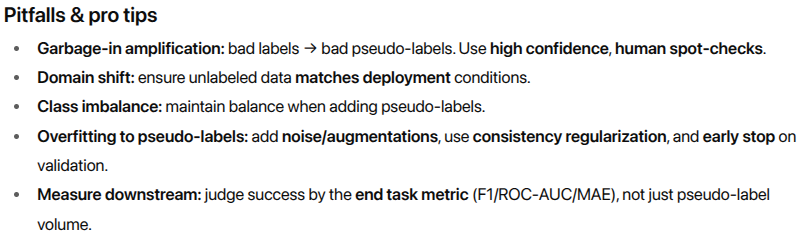 Pitfalls & pro tips
• Garbage-in amplification: bad labels → bad pseudo-labels. Use high confidence, human spot-checks.
• Domain shift: ensure unlabeled data matches deployment conditions.
• Class imbalance: maintain balance when adding pseudo-labels.
• Overfitting to pseudo-labels: add noise/augmentations, use consistency regularization, and early stop on
validation.
• Measure downstream: judge success by the end task metric (F1/ROC-AUC/MAE), not just pseudo-label
volume.